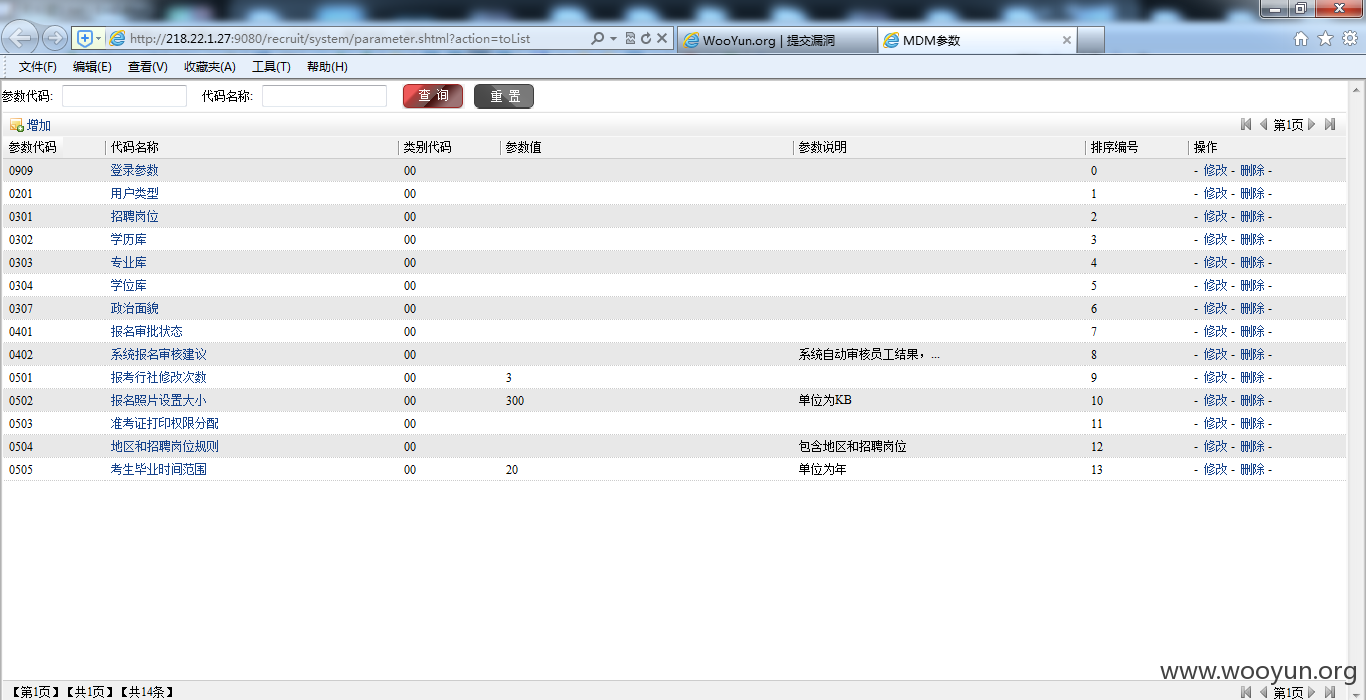 http://218.22.1.27:9080/recruit/system/parameter.shtml?action=toList WooYun.org | 提交漏洞 MDM参数
文件(F) 编辑(E) 查看(V) 收藏夹(A) 工具(T) 帮助(H)
参数代码: 代码名称: 查 询 重 置
增加 第1页
参数代码 代码名称 类别代码 参数值 参数说明 排序编号 操作
0909 登录参数 00 0 - 修改 - 删除 -
0201 用户类型 00 1 - 修改 - 删除 -
0301 招聘岗位 00 2 - 修改 - 删除 -
0302 学历库 00 3 - 修改 - 删除 -
0303 专业库 00 4 - 修改 - 删除 -
0304 学位库 00 5 - 修改 - 删除 -
0307 政治面貌 00 6 - 修改 - 删除 -
0401 报名审批状态 00 7 - 修改 - 删除 -
0402 系统报名审核建议 00 系统自动审核员工结果，... 8 - 修改 - 删除 -
0501 报考行社修改次数 00 3 9 - 修改 - 删除 -
0502 报名照片设置大小 00 300 单位为KB 10 - 修改 - 删除 -
0503 准考证打印权限分配 00 11 - 修改 - 删除 -
0504 地区和招聘岗位规则 00 包含地区和招聘岗位 12 - 修改 - 删除 -
0505 考生毕业时间范围 00 20 单位为年 13 - 修改 - 删除 -
www.wooyun.org
【第1页】【共1页】【共14条】 第1页